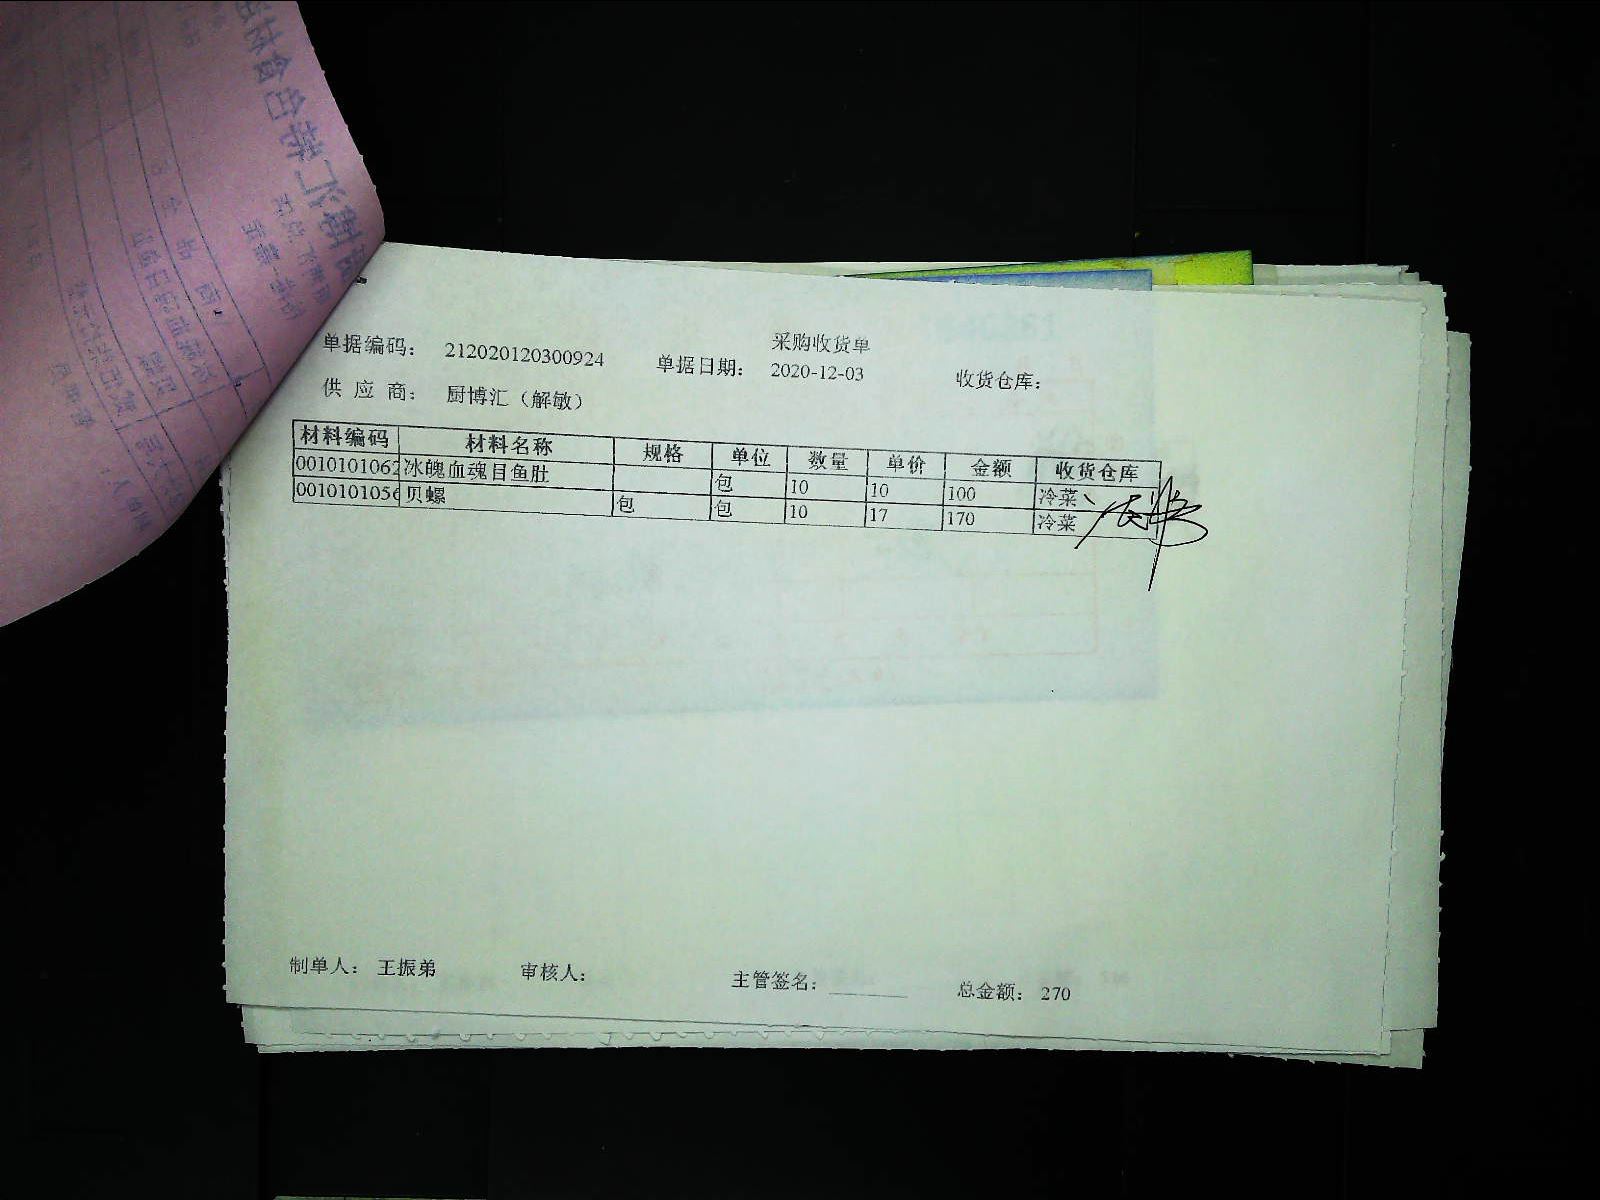 采购收货单
单据编码： 212020120300924 单据日期： 2020-12-03 收货仓库：
供 应 商： 厨博汇（解敏）
材料编码 材料名称 规格 单位 数量 单价 金额 收货仓库
0010101062 冰魄血魂目鱼肚 包 10 10 100 冷菜
0010101056 贝螺 包 包 10 17 170 冷菜
制单人： 王振弟 审核人： 主管签名： 总金额： 270